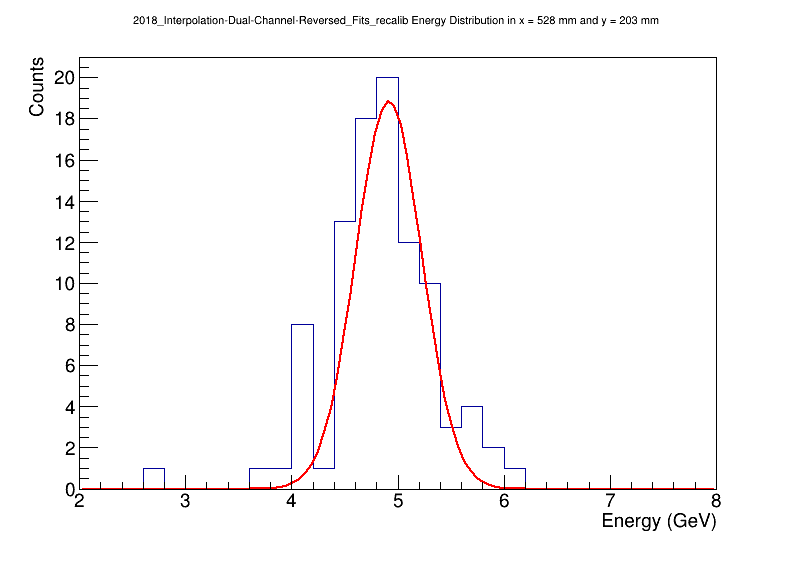 2018_Interpolation-Dual-Channel-Reversed_Fits_recalib Energy Distribution in x = 528 mm and y = 203 mm
Counts
20
18
16
14
12
10
8
6
4
2
0
2 3 4 5 6 7 8
Energy (GeV)